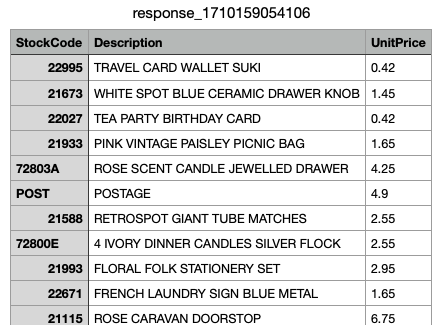 response_1710159054106
StockCode Description UnitPrice
22995 TRAVEL CARD WALLET SUKI 0.42
21673 WHITE SPOT BLUE CERAMIC DRAWER KNOB 1.45
22027 TEA PARTY BIRTHDAY CARD 0.42
21933 PINK VINTAGE PAISLEY PICNIC BAG 1.65
72803A ROSE SCENT CANDLE JEWELLED DRAWER 4.25
POST POSTAGE 4.9
21588 RETROSPOT GIANT TUBE MATCHES 2.55
72800E 4 IVORY DINNER CANDLES SILVER FLOCK 2.55
21993 FLORAL FOLK STATIONERY SET 2.95
22671 FRENCH LAUNDRY SIGN BLUE METAL 1.65
21115 ROSE CARAVAN DOORSTOP 6.75